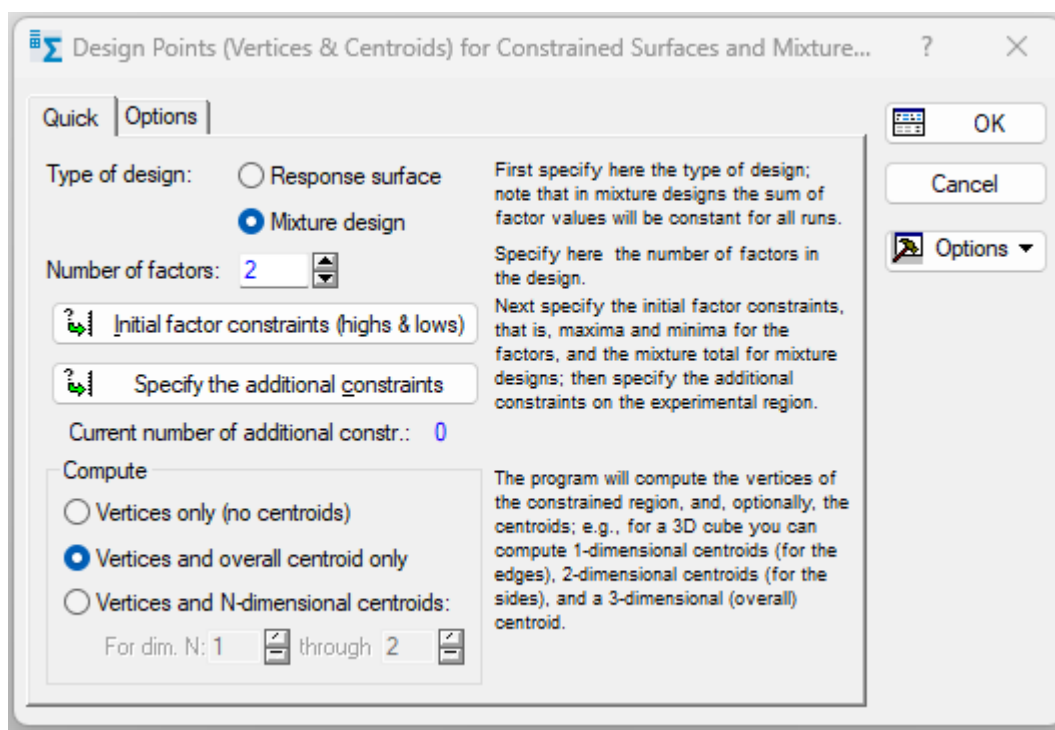 Design Points (Vertices & Centroids) for Constrained Surfaces and Mixture...
?
Quick
Options
OK
Cancel
Options
Type of design:
Response surface
Mixture design
First specify here the type of design;
note that in mixture designs the sum of
factor values will be constant for all runs.
Number of factors: 2
Specify here the number of factors in
the design.
Initial factor constraints (highs & lows)
Specify the additional constraints
Current number of additional constr.: 0
Next specify the initial factor constraints,
that is, maxima and minima for the
factors, and the mixture total for mixture
designs; then specify the additional
constraints on the experimental region.
Compute
Vertices only (no centroids)
Vertices and overall centroid only
Vertices and N-dimensional centroids:
For dim. N: 1 through 2
The program will compute the vertices of
the constrained region, and, optionally, the
centroids; e.g., for a 3D cube you can
compute 1-dimensional centroids (for the
edges), 2-dimensional centroids (for the
sides), and a 3-dimensional (overall)
centroid.